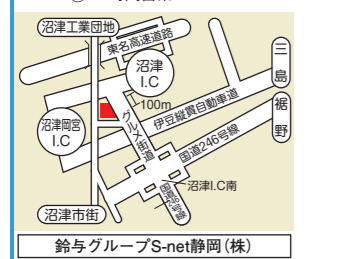 沼津工業団地
東名高速道路
沼津
I.C
三島
100m
沼津岡宮
I.C
グルメ街道
伊豆縦貫自動車道
裾野
国道246号線
沼津I.C南
国道246号線
沼津市街
鈴与グループS-net静岡(株)